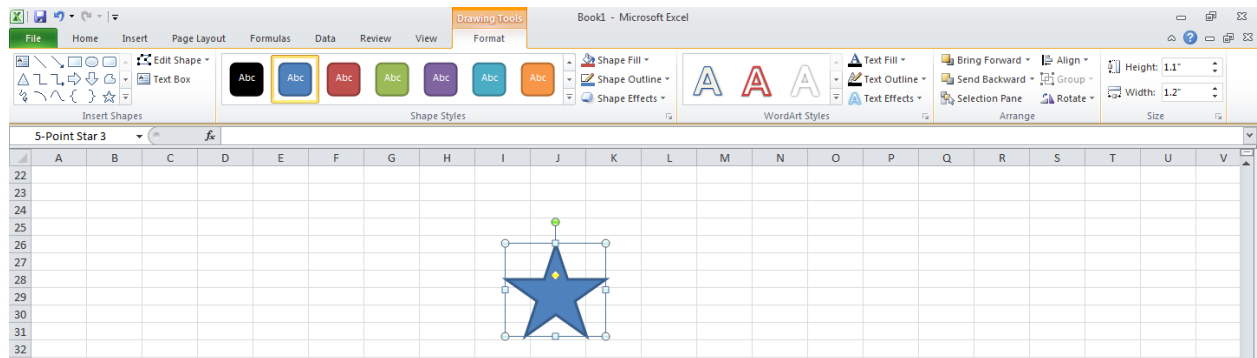 Drawing Tools Book1 - Microsoft Excel
File Home Insert Page Layout Formulas Data Review View Format
Edit Shape Shape Fill Text Fill Bring Forward Align Height: 1.1"
Abc Abc Abc Abc Abc Abc Abc
Text Box Shape Outline Text Outline Send Backward Group Width: 1.2"
Shape Effects Text Effects Selection Pane Rotate
Insert Shapes Shape Styles WordArt Styles Arrange Size
5-Point Star 3 fx
A B C D E F G H I J K L M N O P Q R S T U V
22
23
24
25
26
27
28
29
30
31
32